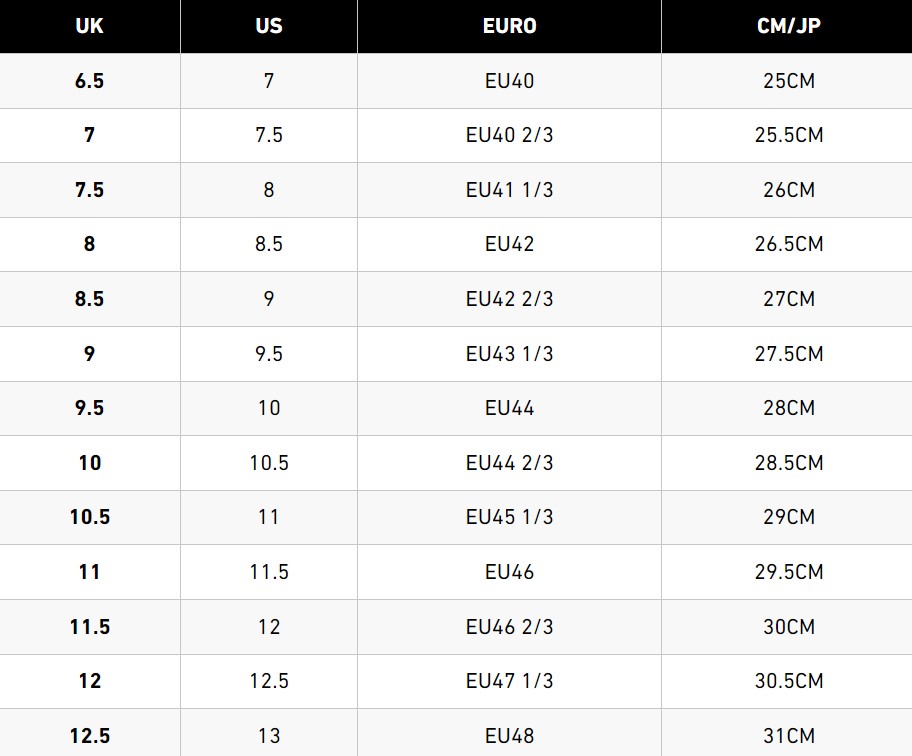 UK US EURO CM/JP
6.5 7 EU40 25CM
7 7.5 EU40 2/3 25.5CM
7.5 8 EU41 1/3 26CM
8 8.5 EU42 26.5CM
8.5 9 EU42 2/3 27CM
9 9.5 EU43 1/3 27.5CM
9.5 10 EU44 28CM
10 10.5 EU44 2/3 28.5CM
10.5 11 EU45 1/3 29CM
11 11.5 EU46 29.5CM
11.5 12 EU46 2/3 30CM
12 12.5 EU47 1/3 30.5CM
12.5 13 EU48 31CM